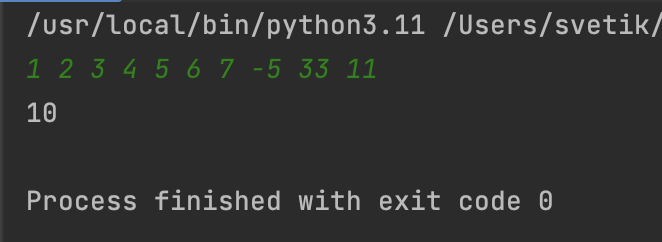 /usr/local/bin/python3.11 /Users/svetik/
1 2 3 4 5 6 7 -5 33 11
10
Process finished with exit code 0